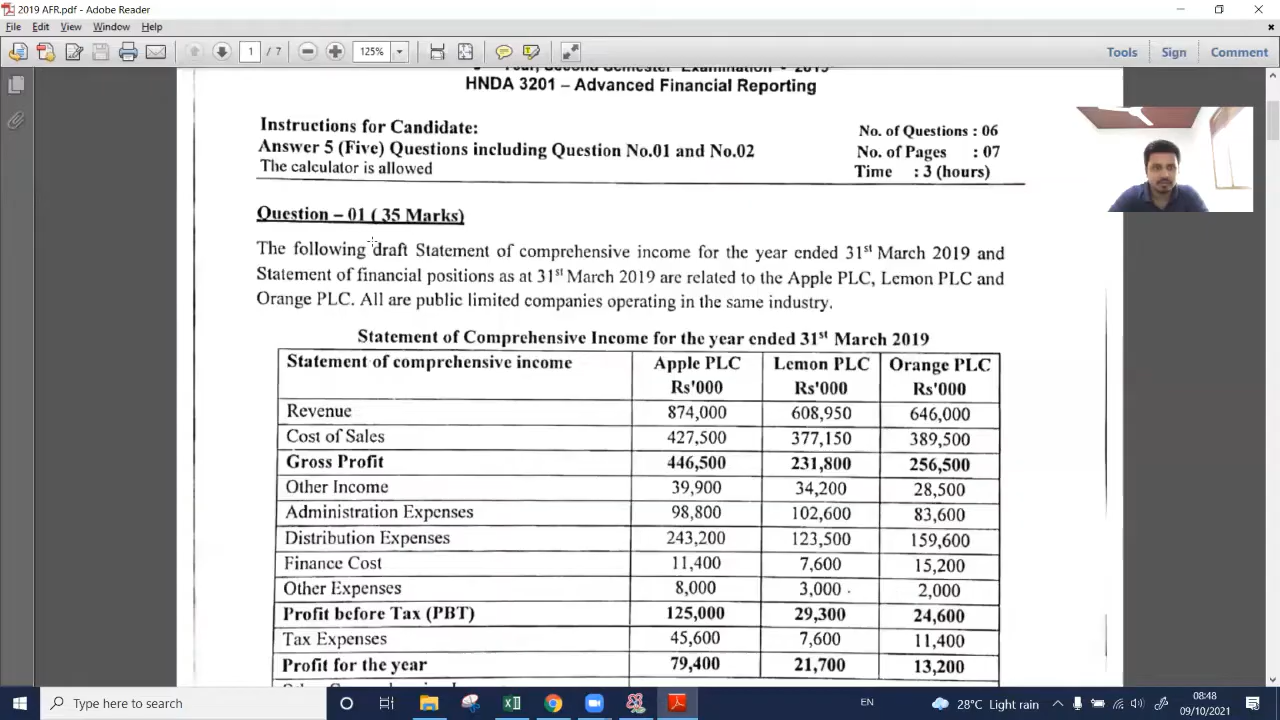 2019 AFR.pdf - Adobe Reader
File Edit View Window Help
1 / 7 125% Tools Sign Comment
Year, Second Semester Examination - 2019
HNDA 3201 – Advanced Financial Reporting
Instructions for Candidate:
No. of Questions : 06
Answer 5 (Five) Questions including Question No.01 and No.02
No. of Pages : 07
The calculator is allowed
Time : 3 (hours)
Question – 01 ( 35 Marks)
The following draft Statement of comprehensive income for the year ended 31st March 2019 and
Statement of financial positions as at 31st March 2019 are related to the Apple PLC, Lemon PLC and
Orange PLC. All are public limited companies operating in the same industry.
Statement of Comprehensive Income for the year ended 31st March 2019
Statement of comprehensive income Apple PLC Lemon PLC Orange PLC
Rs'000 Rs'000 Rs'000
Revenue 874,000 608,950 646,000
Cost of Sales 427,500 377,150 389,500
Gross Profit 446,500 231,800 256,500
Other Income 39,900 34,200 28,500
Administration Expenses 98,800 102,600 83,600
Distribution Expenses 243,200 123,500 159,600
Finance Cost 11,400 7,600 15,200
Other Expenses 8,000 3,000 2,000
Profit before Tax (PBT) 125,000 29,300 24,600
Tax Expenses 45,600 7,600 11,400
Profit for the year 79,400 21,700 13,200
Type here to search
EN
28°C Light rain
08:48
09/10/2021